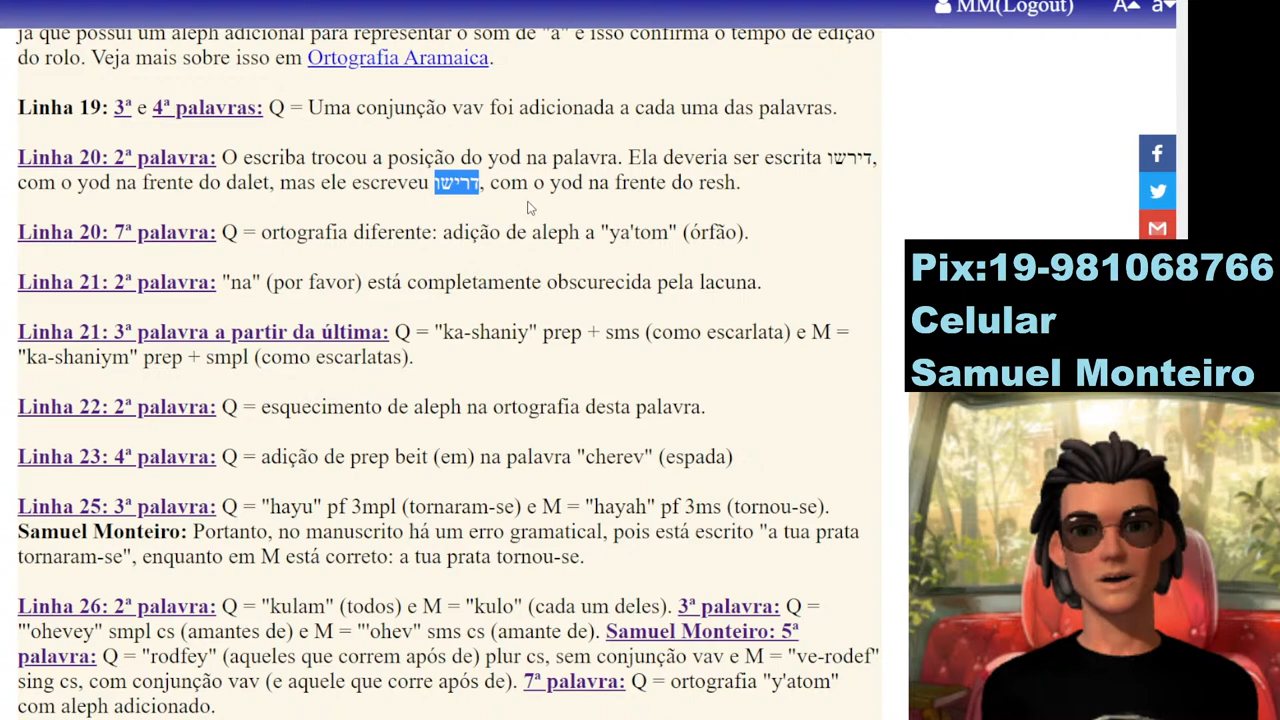 MM(Logout) A a
já que possui um aleph adicional para representar o som de "a" e isso confirma o tempo de edição
do rolo. Veja mais sobre isso em Ortografia Aramaica.
Linha 19: 3ª e 4ª palavras: Q = Uma conjunção vav foi adicionada a cada uma das palavras.
Linha 20: 2ª palavra: O escriba trocou a posição do yod na palavra. Ela deveria ser escrita דירשו,
com o yod na frente do dalet, mas ele escreveu דרישו, com o yod na frente do resh.
Linha 20: 7ª palavra: Q = ortografia diferente: adição de aleph a "ya'tom" (órfão).
Linha 21: 2ª palavra: "na" (por favor) está completamente obscurecida pela lacuna.
Linha 21: 3ª palavra a partir da última: Q = "ka-shaniy" prep + sms (como escarlata) e M =
"ka-shaniym" prep + smpl (como escarlatas).
Linha 22: 2ª palavra: Q = esquecimento de aleph na ortografia desta palavra.
Linha 23: 4ª palavra: Q = adição de prep beit (em) na palavra "cherev" (espada)
Linha 25: 3ª palavra: Q = "hayu" pf 3mpl (tornaram-se) e M = "hayah" pf 3ms (tornou-se).
Samuel Monteiro: Portanto, no manuscrito há um erro gramatical, pois está escrito "a tua prata
tornaram-se", enquanto em M está correto: a tua prata tornou-se.
Linha 26: 2ª palavra: Q = "kulam" (todos) e M = "kulo" (cada um deles). 3ª palavra: Q =
"'ohevey" smpl cs (amantes de) e M = "'ohev" sms cs (amante de). Samuel Monteiro: 5ª
palavra: Q = "rodfey" (aqueles que correm após de) plur cs, sem conjunção vav e M = "ve-rodef"
sing cs, com conjunção vav (e aquele que corre após de). 7ª palavra: Q = ortografia "y'atom"
com aleph adicionado.
Pix:19-981068766
Celular
Samuel Monteiro